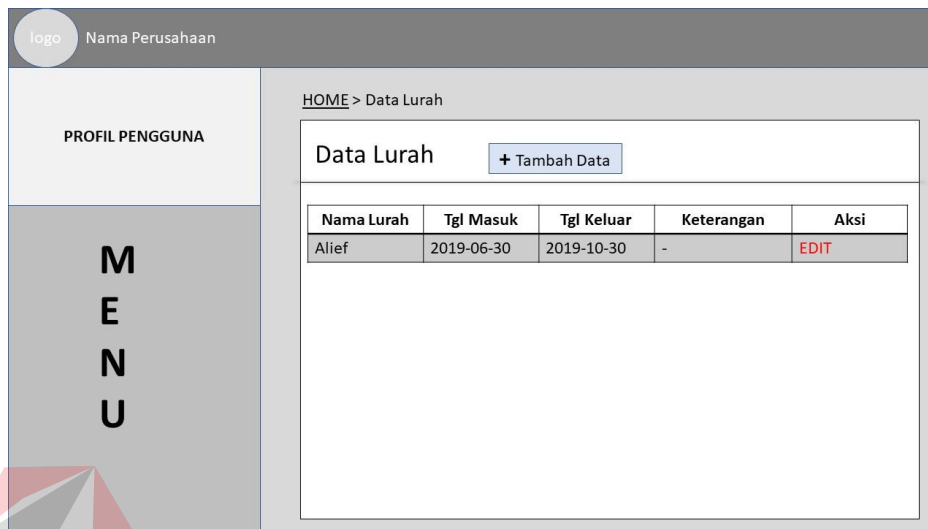 logo
Nama Perusahaan
PROFIL PENGGUNA
M
E
N
U
HOME > Data Lurah
Data Lurah
+ Tambah Data
Nama Lurah Tgl Masuk Tgl Keluar Keterangan Aksi
Alief 2019-06-30 2019-10-30 - EDIT